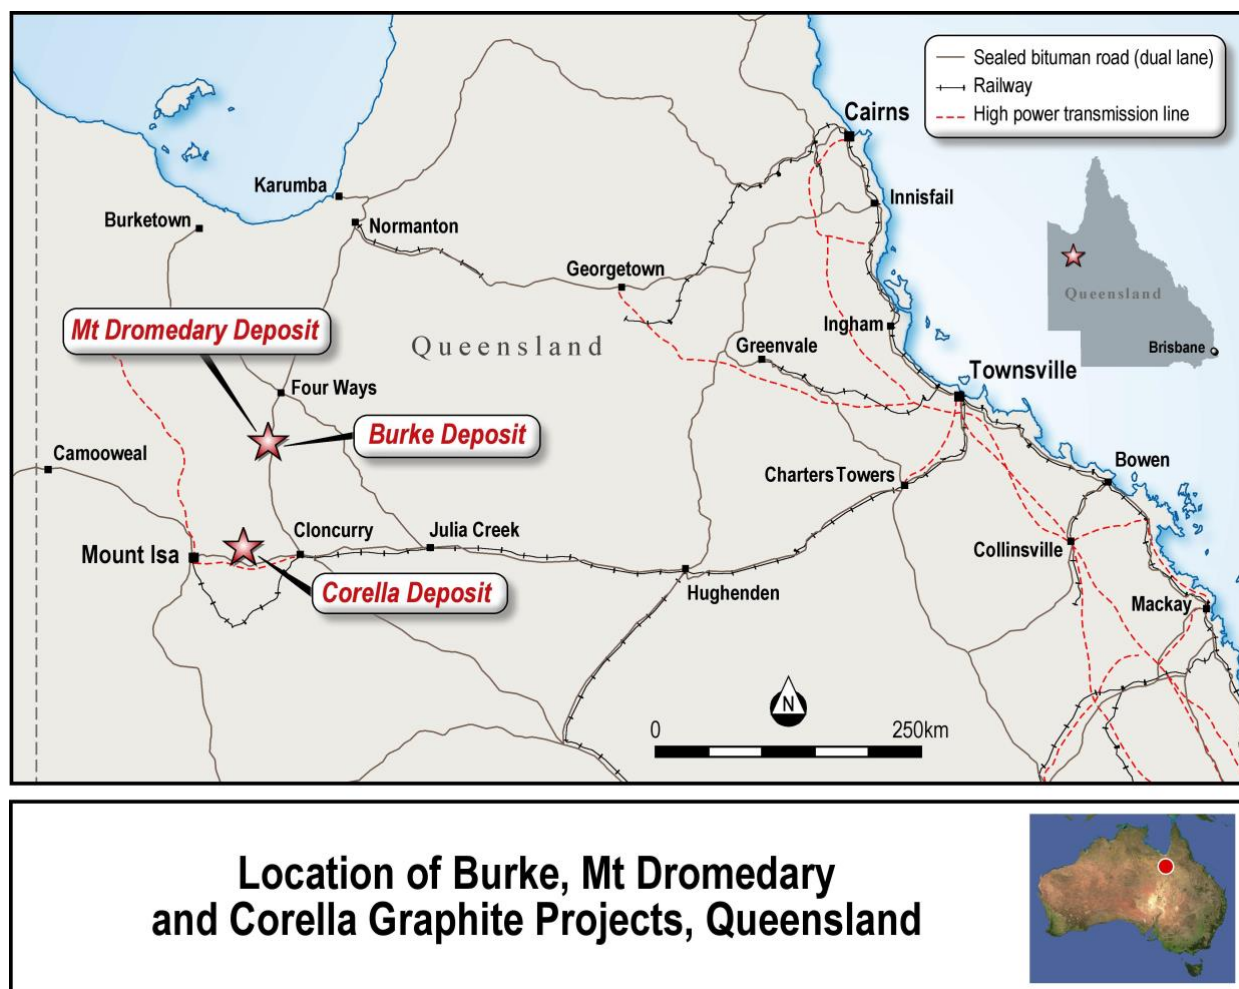 Sealed bituman road (dual lane)
Railway
High power transmission line
Cairns
Karumba
Innisfail
Burketown
Normanton
Georgetown
Queensland
Brisbane
Mt Dromedary Deposit
Ingham
Queensland
Greenvale
Townsville
Four Ways
Burke Deposit
Camooweal
Bowen
Charters Towers
Cloncurry
Julia Creek
Mount Isa
Collinsville
Corella Deposit
Hughenden
Mackay
N
0
250km
Location of Burke, Mt Dromedary
and Corella Graphite Projects, Queensland